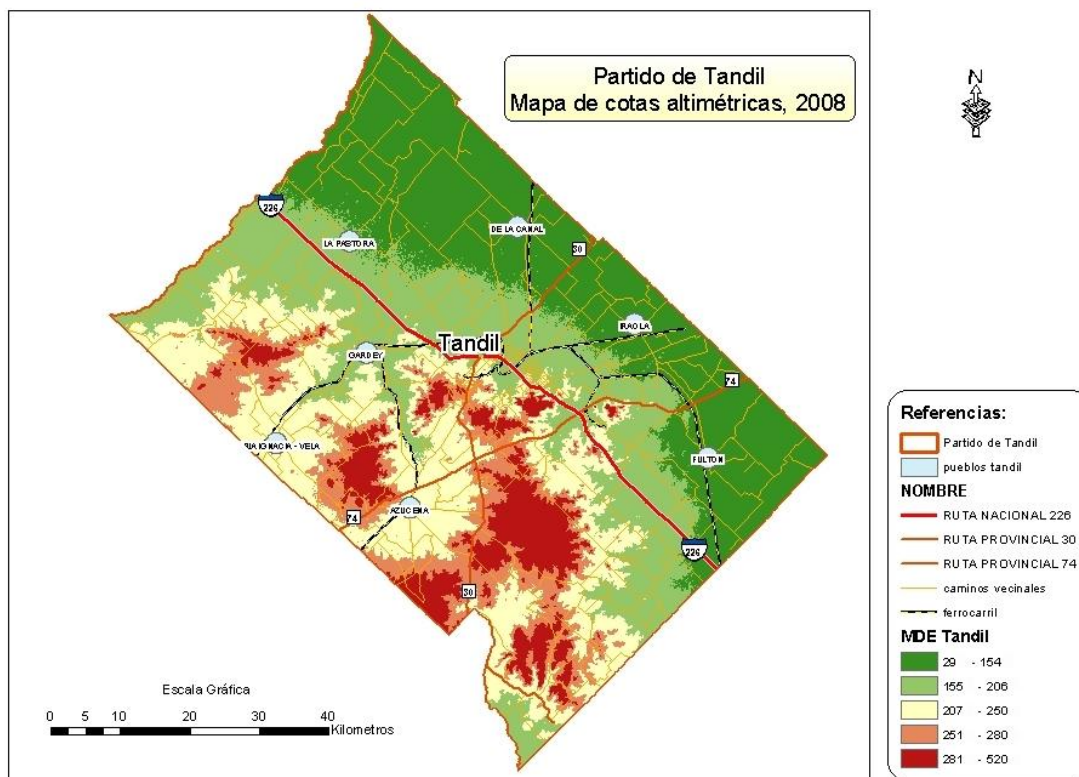 Partido de Tandil
Mapa de cotas altimétricas, 2008
N
226
LA PASTORA
DE LA CANAL
30
Tandil
IRAOLA
GARDEY
74
RIA IGNACIA - VELA
FULTON
AZUCENA
74
226
30
Escala Gráfica
0 5 10 20 30 40
Kilometros
Referencias:
Partido de Tandil
pueblos tandil
NOMBRE
RUTA NACIONAL 226
RUTA PROVINCIAL 30
RUTA PROVINCIAL 74
caminos vecinales
ferrocarril
MDE Tandil
29 - 154
155 - 206
207 - 250
251 - 280
281 - 520